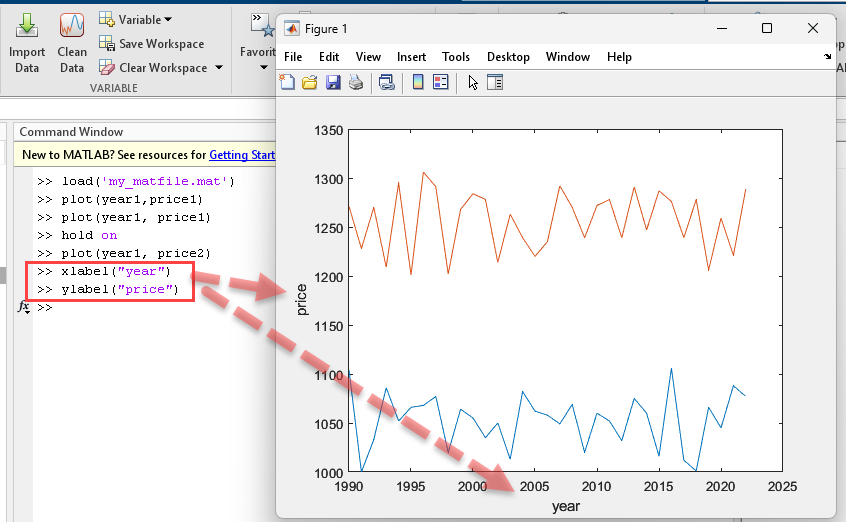 Import
Data
Clean
Data
Variable
Save Workspace
Clear Workspace
VARIABLE
Figure 1
File Edit View Insert Tools Desktop Window Help
Command Window
New to MATLAB? See resources for Getting Start
>> load('my_matfile.mat')
>> plot(year1,price1)
>> plot(year1, price1)
>> hold on
>> plot(year1, price2)
>> xlabel("year")
>> ylabel("price")
fx >>
1350
1300
1250
1200
1150
1100
1050
1000
price
1990 1995 2000 2005 2010 2015 2020 2025
year